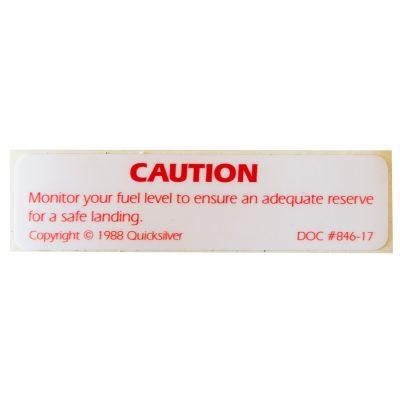 CAUTION
Monitor your fuel level to ensure an adequate reserve
for a safe landing.
Copyright © 1988 Quicksilver DOC #846-17